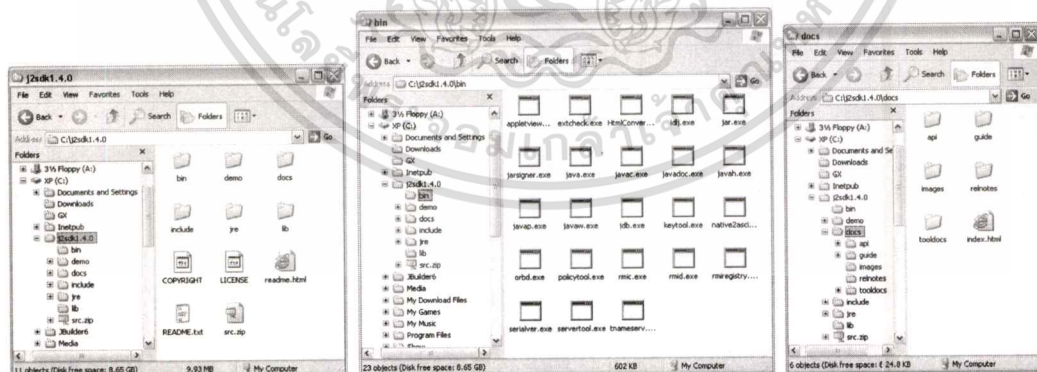 j2sdk1.4.0
File Edit View Favorites Tools Help
Back Search Folders
Address C:\j2sdk1.4.0 Go
Folders
3½ Floppy (A:)
XP (C:)
Documents and Settings
Downloads
GX
Inetpub
j2sdk1.4.0
bin
demo
docs
include
jre
lib
src.zip
JBuilder6
Media
bin demo docs
include jre lib
COPYRIGHT LICENSE readme.html
README.txt src.zip
11 objects (Disk free space: 8.65 GB) 9.93 MB My Computer
bin
File Edit View Favorites Tools Help
Back Search Folders
Address C:\j2sdk1.4.0\bin Go
Folders
3½ Floppy (A:)
XP (C:)
Documents and Settings
Downloads
GX
Inetpub
j2sdk1.4.0
bin
demo
docs
include
jre
lib
src.zip
JBuilder6
Media
My Download Files
My Games
My Music
Program Files
appletview... extcheck.exe HtmlConver... idlj.exe jar.exe
jarsigner.exe java.exe javac.exe javadoc.exe javah.exe
javap.exe javaw.exe jdb.exe keytool.exe native2asci...
orbd.exe policytool.exe rmic.exe rmid.exe rmiregistry....
serialver.exe servertool.exe tnameserv....
23 objects (Disk free space: 8.65 GB) 602 KB My Computer
docs
File Edit View Favorites Tools Help
Back Search Folders
Address C:\j2sdk1.4.0\docs Go
Folders
3½ Floppy (A:)
XP (C:)
Documents and Se
Downloads
GX
Inetpub
j2sdk1.4.0
bin
demo
docs
api
guide
images
relnotes
tooldocs
include
jre
lib
src.zip
api guide
images relnotes
tooldocs index.html
6 objects (Disk free space: 8 24.8 KB My Computer